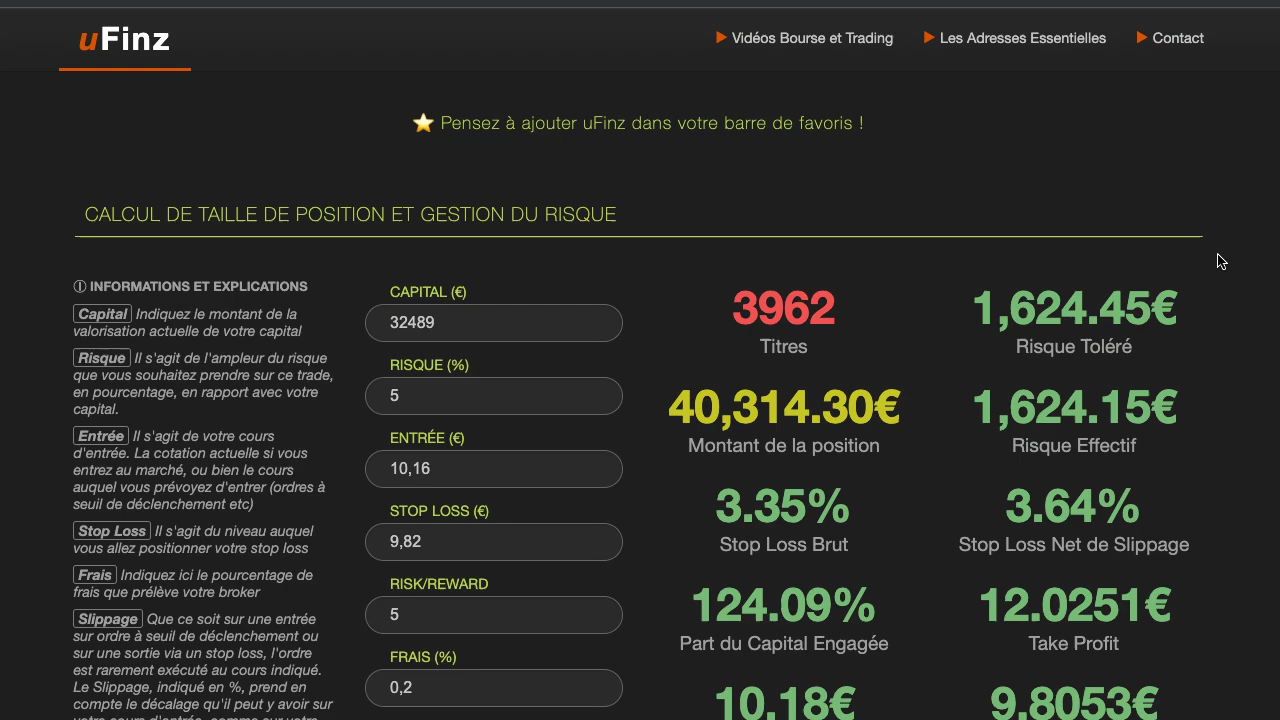 uFinz
Vidéos Bourse et Trading
Les Adresses Essentielles
Contact
Pensez à ajouter uFinz dans votre barre de favoris !
CALCUL DE TAILLE DE POSITION ET GESTION DU RISQUE
INFORMATIONS ET EXPLICATIONS
Capital Indiquez le montant de la
valorisation actuelle de votre capital
Risque Il s'agit de l'ampleur du risque
que vous souhaitez prendre sur ce trade,
en pourcentage, en rapport avec votre
capital.
Entrée Il s'agit de votre cours
d'entrée. La cotation actuelle si vous
entrez au marché, ou bien le cours
auquel vous prévoyez d'entrer (ordres à
seuil de déclenchement etc)
Stop Loss Il s'agit du niveau auquel
vous allez positionner votre stop loss
Frais Indiquez ici le pourcentage de
frais que prélève votre broker
Slippage Que ce soit sur une entrée
sur ordre à seuil de déclenchement ou
sur une sortie via un stop loss, l'ordre
est rarement exécuté au cours indiqué.
Le Slippage, indiqué en %, prend en
compte le décalage qu'il peut y avoir sur
votre cours d'entrée, comme sur votre
CAPITAL (€)
32489
RISQUE (%)
5
ENTRÉE (€)
10,16
STOP LOSS (€)
9,82
RISK/REWARD
5
FRAIS (%)
0,2
3962
Titres
1,624.45€
Risque Toléré
40,314.30€
Montant de la position
1,624.15€
Risque Effectif
3.35%
Stop Loss Brut
3.64%
Stop Loss Net de Slippage
124.09%
Part du Capital Engagée
12.0251€
Take Profit
10.18€
9.8053€